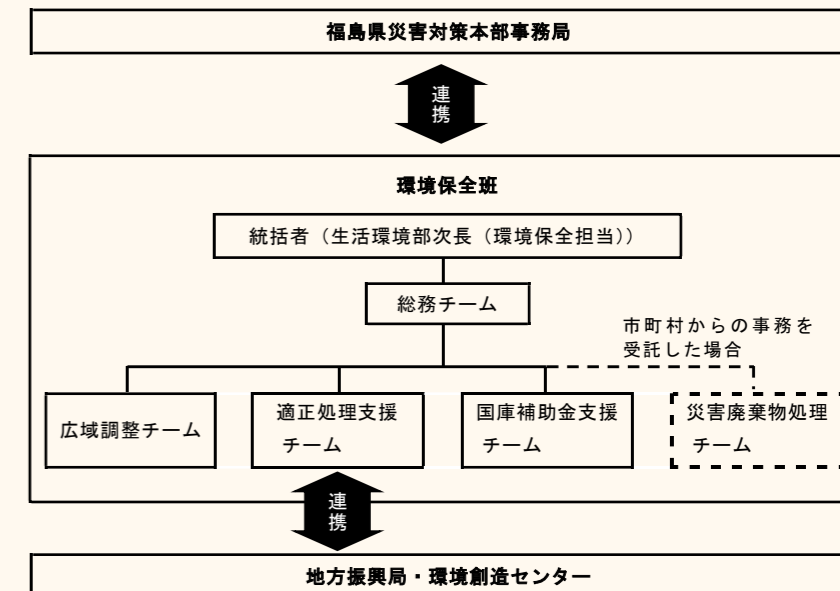 福島県災害対策本部事務局
連携
環境保全班
統括者（生活環境部次長（環境保全担当））
総務チーム
市町村からの事務を
受託した場合
広域調整チーム
適正処理支援
チーム
国庫補助金支援
チーム
災害廃棄物処理
チーム
連携
地方振興局・環境創造センター